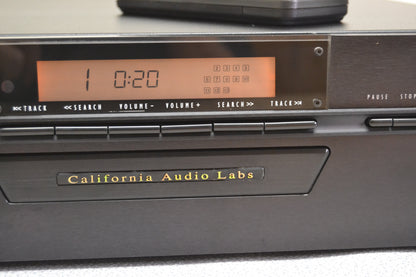 1 0:20
|<<TRACK <<SEARCH VOLUME- VOLUME+ SEARCH>> TRACK>>|
PAUSE STOP
California Audio Labs